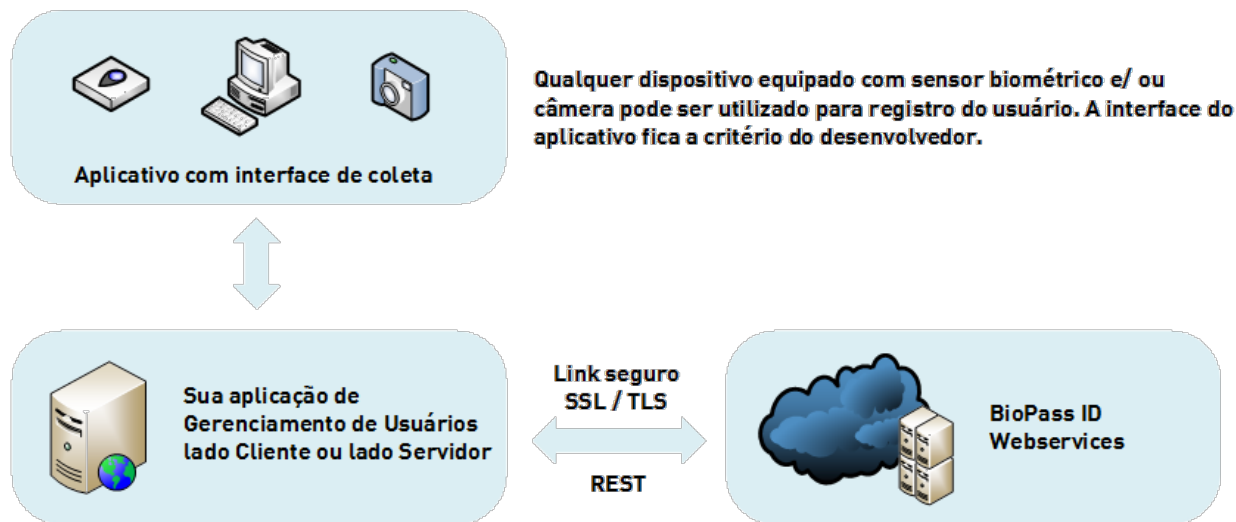 Qualquer dispositivo equipado com sensor biométrico e/ ou
câmera pode ser utilizado para registro do usuário. A interface do
aplicativo fica a critério do desenvolvedor.
Aplicativo com interface de coleta
Sua aplicação de
Gerenciamento de Usuários
lado Cliente ou lado Servidor
Link seguro
SSL / TLS
REST
BioPass ID
Webservices